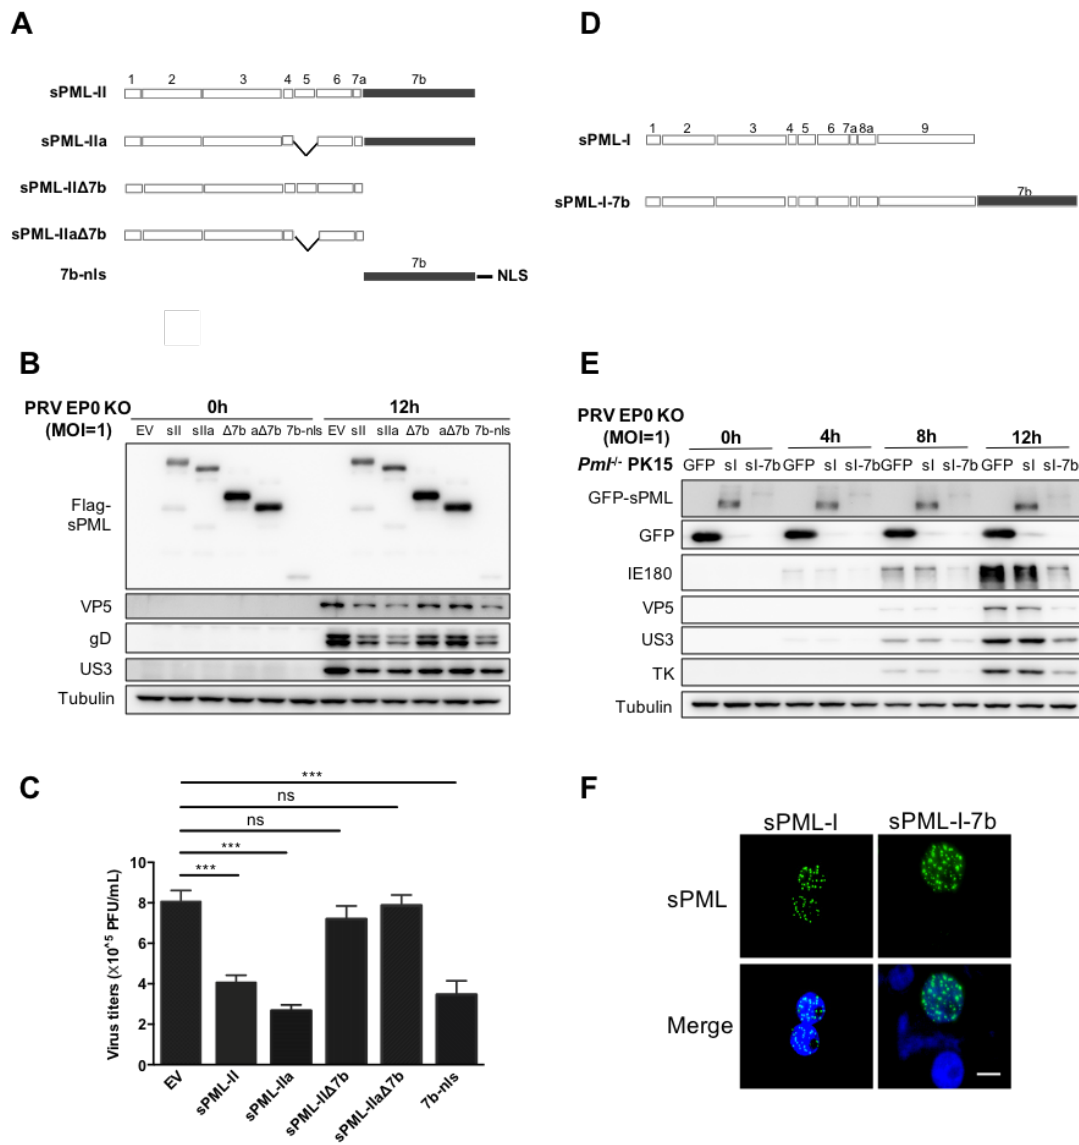 A
1 2 3 4 5 6 7a 7b
sPML-II
sPML-IIa
sPML-IIΔ7b
sPML-IIaΔ7b
7b
7b-nls
NLS
D
1 2 3 4 5 6 7a 8a 9
sPML-I
7b
sPML-I-7b
B
PRV EP0 KO 0h 12h
(MOI=1) EV sII sIIa Δ7b aΔ7b 7b-nls EV sII sIIa Δ7b aΔ7b 7b-nls
Flag-
sPML
VP5
gD
US3
Tubulin
E
PRV EP0 KO
(MOI=1) 0h 4h 8h 12h
Pml-/- PK15 GFP sI sI-7b GFP sI sI-7b GFP sI sI-7b GFP sI sI-7b
GFP-sPML
GFP
IE180
VP5
US3
TK
Tubulin
C
***
ns
ns
***
***
Virus titers (×10^5 PFU/mL)
10
8
6
4
2
0
EV
sPML-II
sPML-IIa
sPML-IIΔ7b
sPML-IIaΔ7b
7b-nls
F
sPML-I sPML-I-7b
sPML
Merge